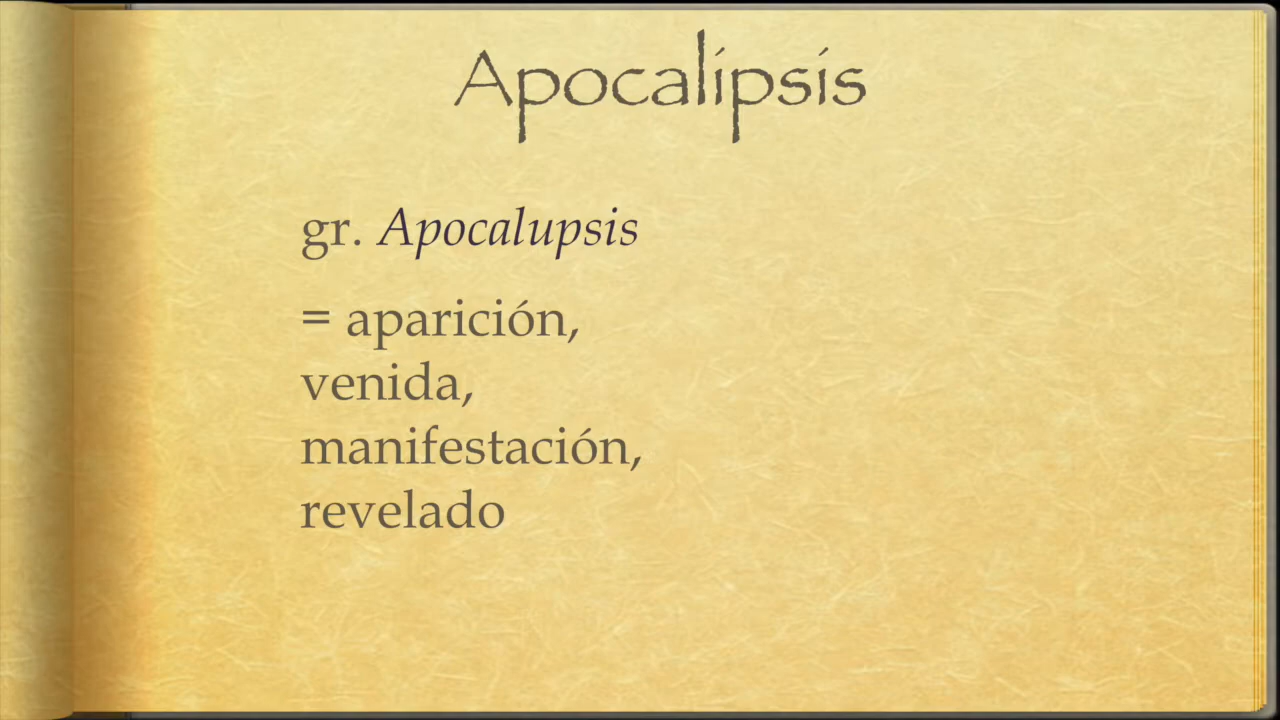 Apocalipsis
gr. Apocalupsis
= aparición,
venida,
manifestación,
revelado